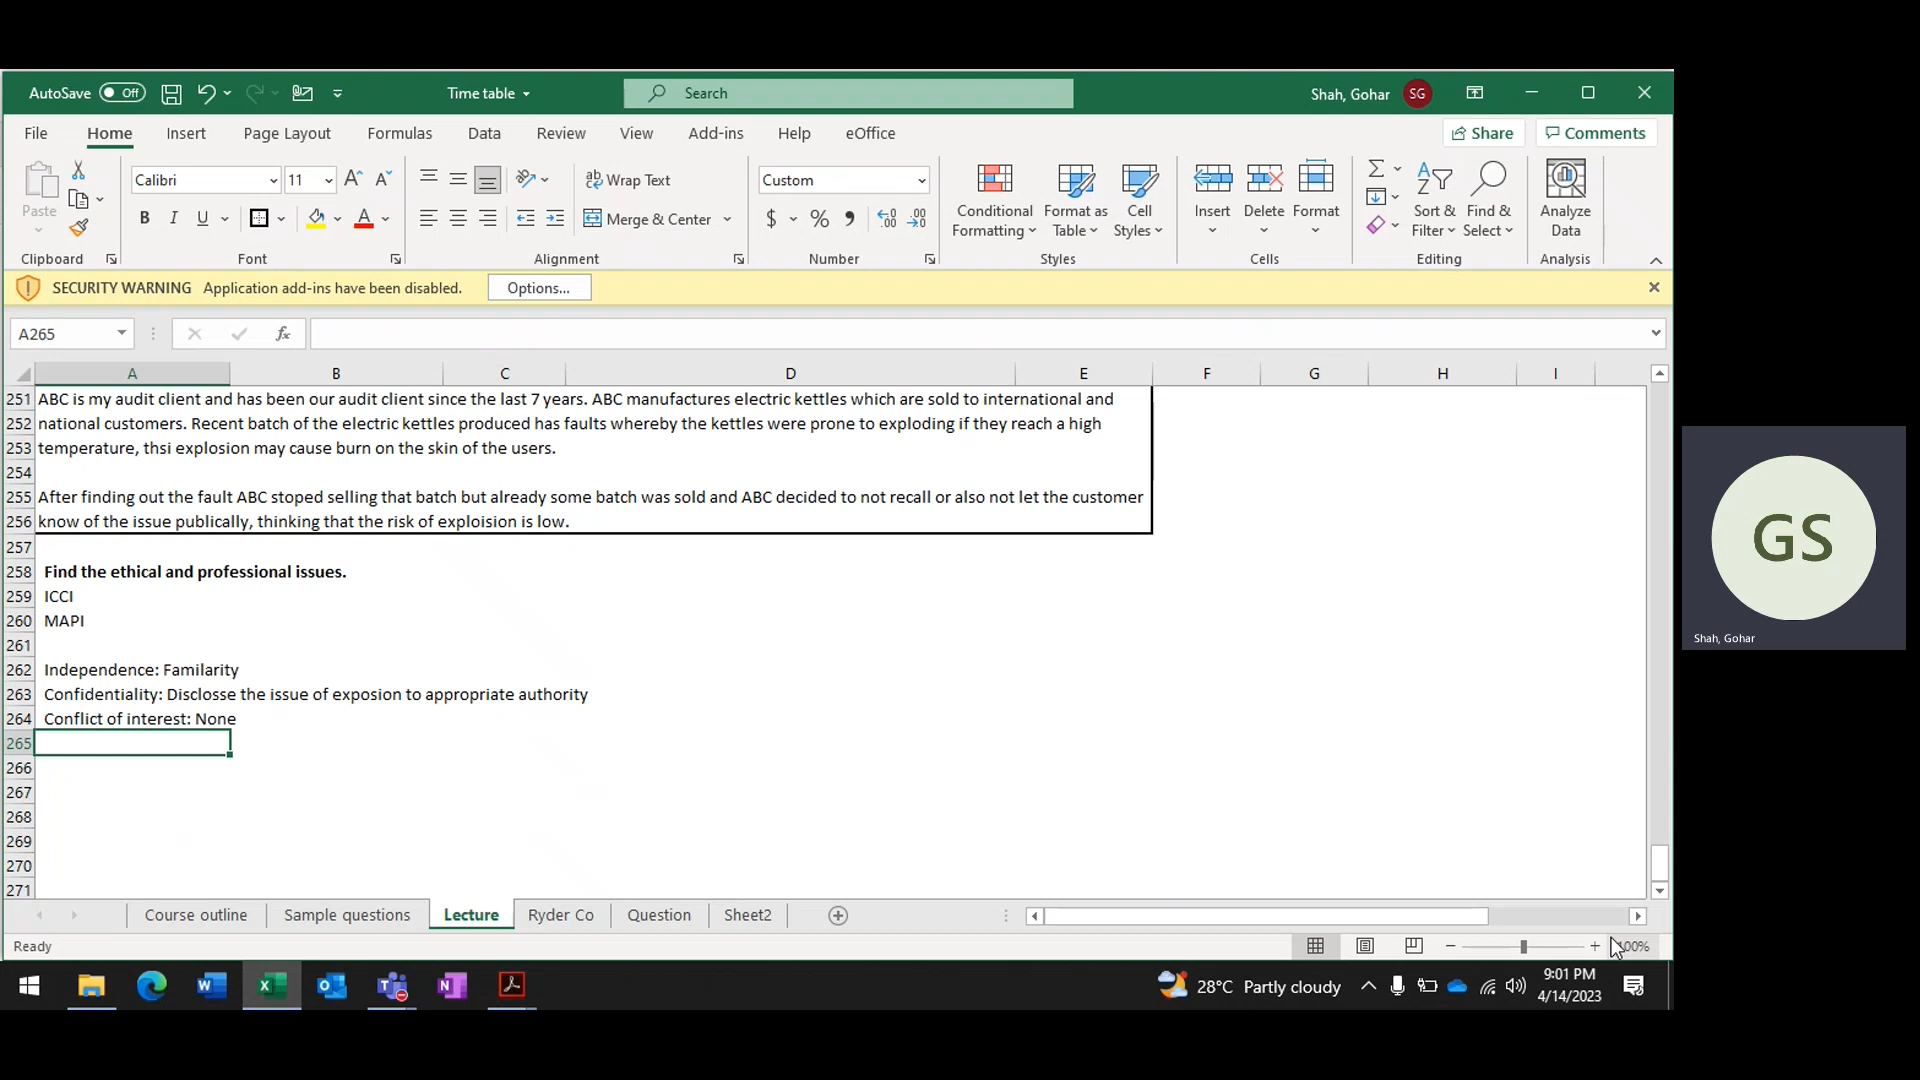 AutoSave Off Time table Search Shah, Gohar SG
File Home Insert Page Layout Formulas Data Review View Add-ins Help eOffice Share Comments
Paste Calibri 11 Wrap Text Custom
B I U A Merge & Center $ % Conditional Formatting Format as Table Cell Styles Insert Delete Format Sort & Filter Find & Select Analyze Data
Clipboard Font Alignment Number Styles Cells Editing Analysis
SECURITY WARNING Application add-ins have been disabled. Options...
A265 fx
A B C D E F G H I
251 ABC is my audit client and has been our audit client since the last 7 years. ABC manufactures electric kettles which are sold to international and
252 national customers. Recent batch of the electric kettles produced has faults whereby the kettles were prone to exploding if they reach a high
253 temperature, thsi explosion may cause burn on the skin of the users.
254
255 After finding out the fault ABC stoped selling that batch but already some batch was sold and ABC decided to not recall or also not let the customer
256 know of the issue publically, thinking that the risk of exploision is low.
257
258 Find the ethical and professional issues.
259 ICCI
260 MAPI
261
262 Independence: Familarity
263 Confidentiality: Disclosse the issue of exposion to appropriate authority
264 Conflict of interest: None
265
266
267
268
269
270
271
Course outline Sample questions Lecture Ryder Co Question Sheet2
Ready
28°C Partly cloudy 9:01 PM
4/14/2023
GS
Shah, Gohar